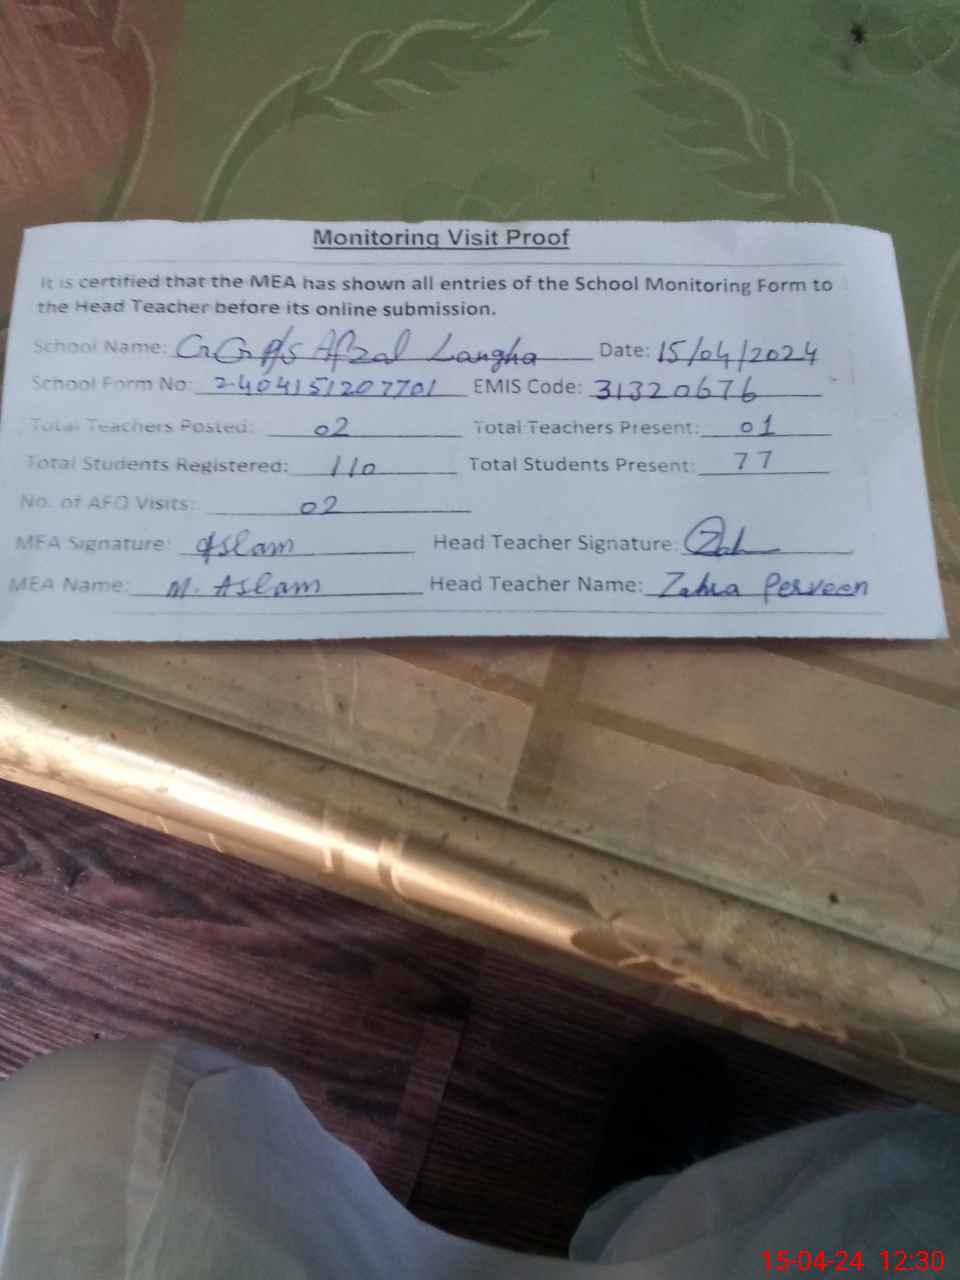 Monitoring Visit Proof
It is certified that the MEA has shown all entries of the School Monitoring Form to
the Head Teacher before its online submission.
School Name: GGP/S Afzal Langha Date: 15/04/2024
School Form No: 2404151207701 EMIS Code: 31320676
Total Teachers Posted: 02 Total Teachers Present: 01
Total Students Registered: 110 Total Students Present: 77
No. of AEO Visits: 02
MEA Signature: Aslam Head Teacher Signature:
MEA Name: M. Aslam Head Teacher Name: Zahra Perveen
15-04-24 12:30